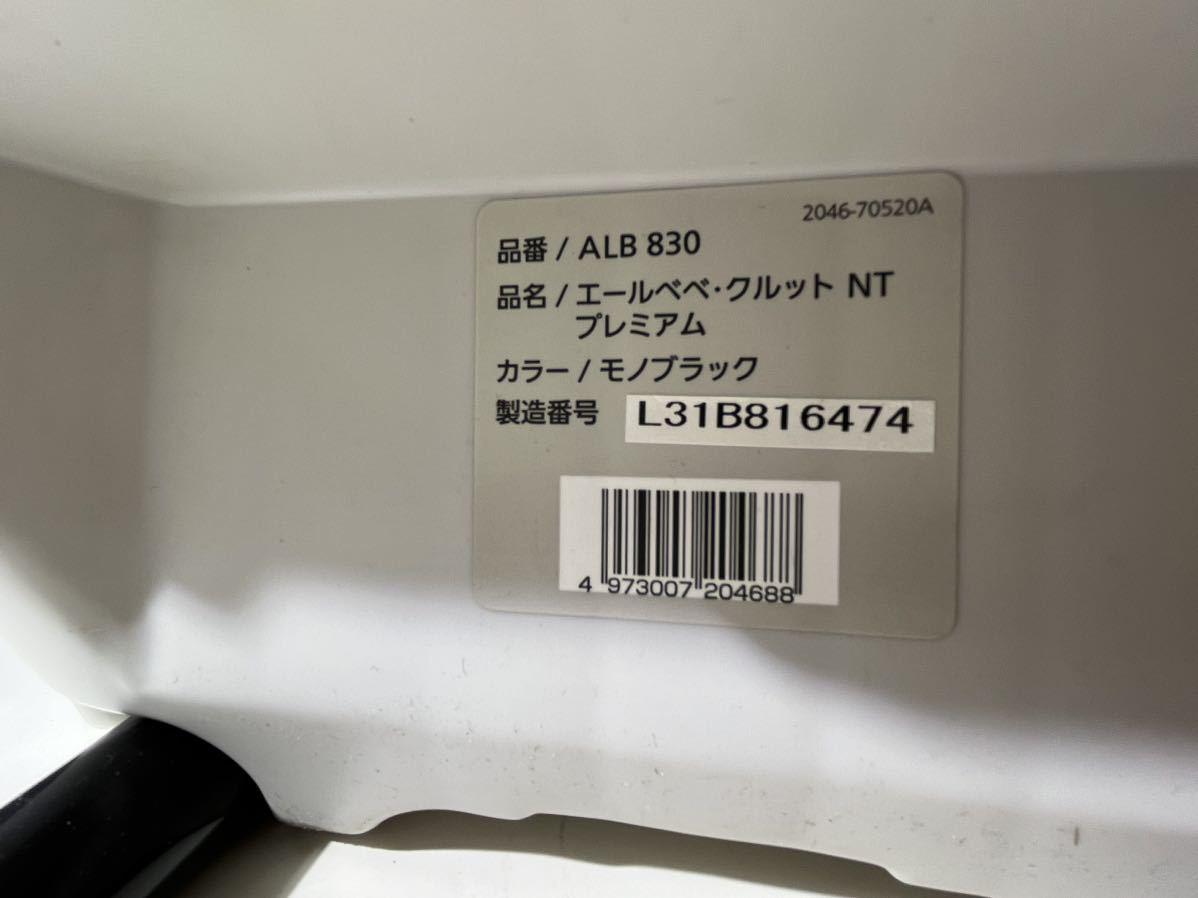 2046-70520A
品番 / ALB 830
品名 / エールベベ・クルット NT
プレミアム
カラー / モノブラック
製造番号 L31B816474
4 973007 204688